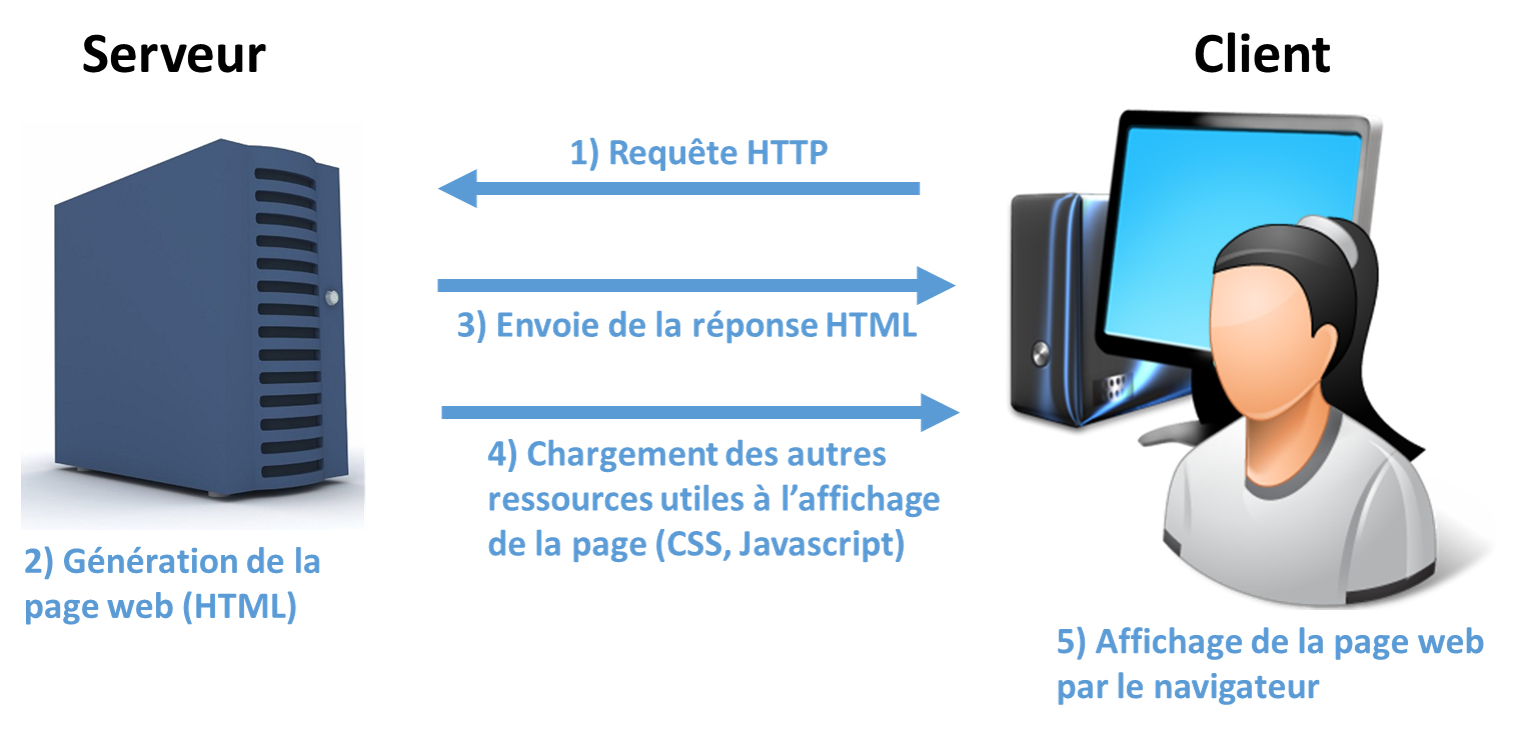 Serveur
Client
1) Requête HTTP
3) Envoie de la réponse HTML
4) Chargement des autres
ressources utiles à l’affichage
de la page (CSS, Javascript)
2) Génération de la
page web (HTML)
5) Affichage de la page web
par le navigateur